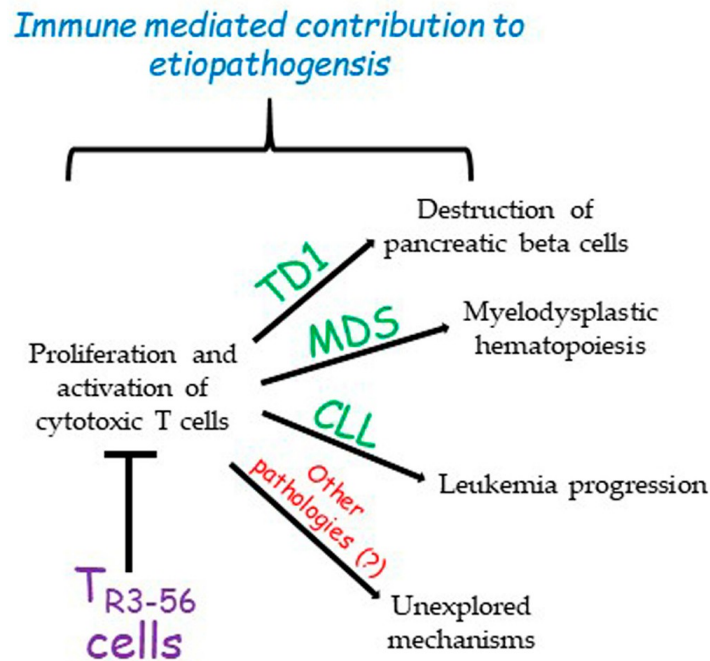 Immune mediated contribution to
etiopathogensis
Destruction of
pancreatic beta cells
TD1
MDS
Myelodysplastic
hematopoiesis
Proliferation and
activation of
cytotoxic T cells
CLL
Leukemia progression
Other
pathologies (?)
Unexplored
mechanisms
TR3-56
cells